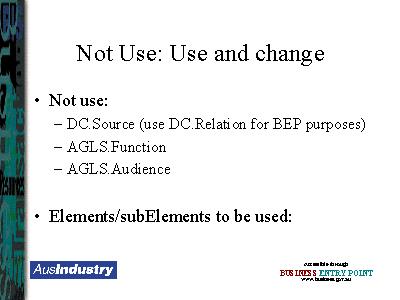 Not Use: Use and change
• Not use:
– DC.Source (use DC.Relation for BEP purposes)
– AGLS.Function
– AGLS.Audience
• Elements/subElements to be used:
AusIndustry
Accessible through
BUSINESS ENTRY POINT
www.business.gov.au